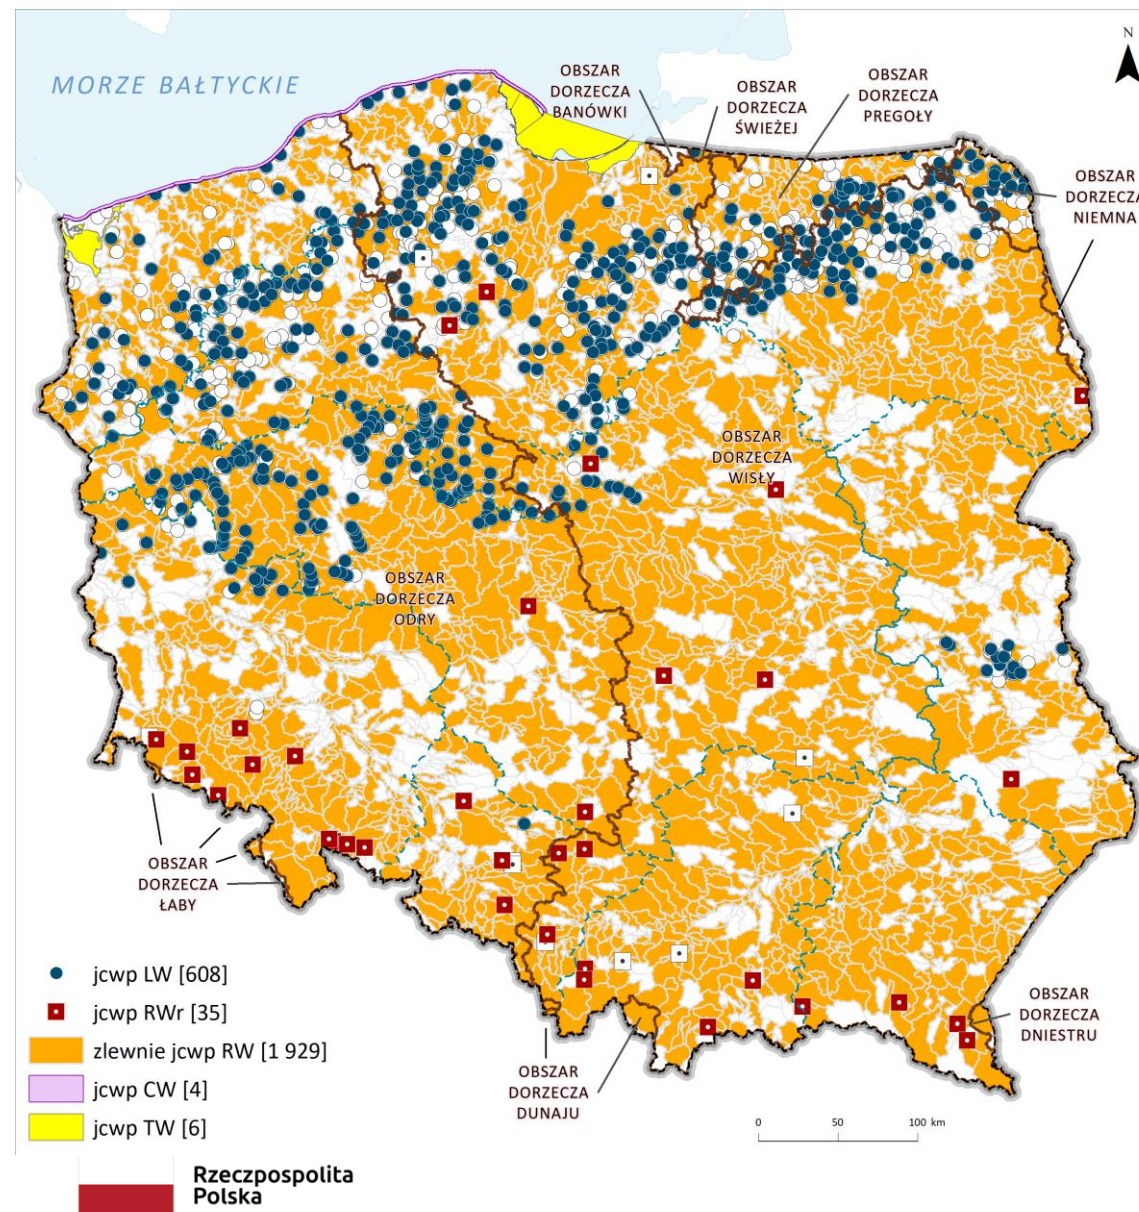 N
MORZE BAŁTYCKIE
OBSZAR
DORZECZA
BANÓWKI
OBSZAR
DORZECZA
ŚWIEŻEJ
OBSZAR
DORZECZA
PREGOŁY
OBSZAR
DORZECZA
NIEMNA
OBSZAR
DORZECZA
WISŁY
OBSZAR
DORZECZA
ODRY
OBSZAR
DORZECZA
ŁABY
OBSZAR
DORZECZA
DNIESTRU
OBSZAR
DORZECZA
DUNAJU
jcwp LW [608]
jcwp RWr [35]
zlewnie jcwp RW [1 929]
jcwp CW [4]
jcwp TW [6]
0 50 100 km
Rzeczpospolita
Polska